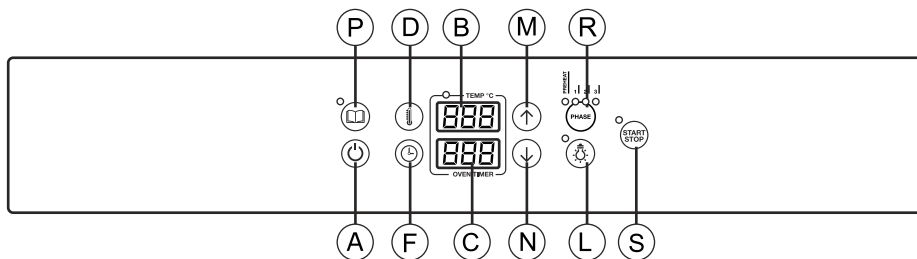 P D B M R
PREHEAT 1 2 3
TEMP °C
888
PHASE
START
STOP
888
OVEN TIMER
A F C N L S